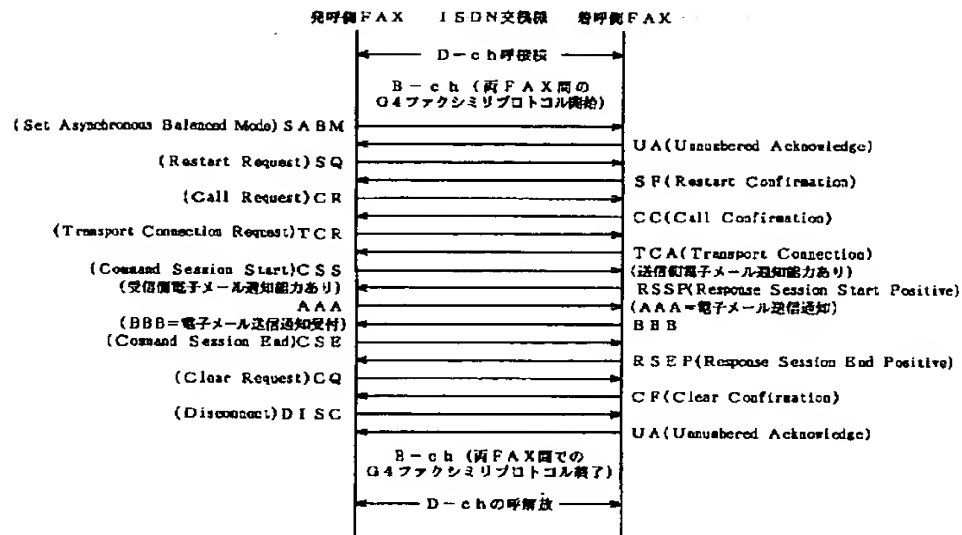 発呼側FAX ISDN交換機 着呼側FAX
D-ch呼接続
B-ch (両FAX間の
G4ファクシミリプロトコル開始)
(Set Asynchronous Balanced Mode) SABM
UA(Unnumbered Acknowledge)
(Restart Request) SQ
SF(Restart Confirmation)
(Call Request) CR
CC(Call Confirmation)
(Transport Connection Request) TCR
TCA(Transport Connection)
(Command Session Start) CSS
(送信側電子メール通知能力あり)
(受信側電子メール通知能力あり)
RSSP(Response Session Start Positive)
AAA
(AAA=電子メール送信通知)
(BBB=電子メール送信通知受付)
BBB
(Command Session End) CSE
RSEP(Response Session End Positive)
(Clear Request) CQ
CF(Clear Confirmation)
(Disconnect) DISC
UA(Unnumbered Acknowledge)
B-ch (両FAX間での
G4ファクシミリプロトコル終了)
D-chの呼解放